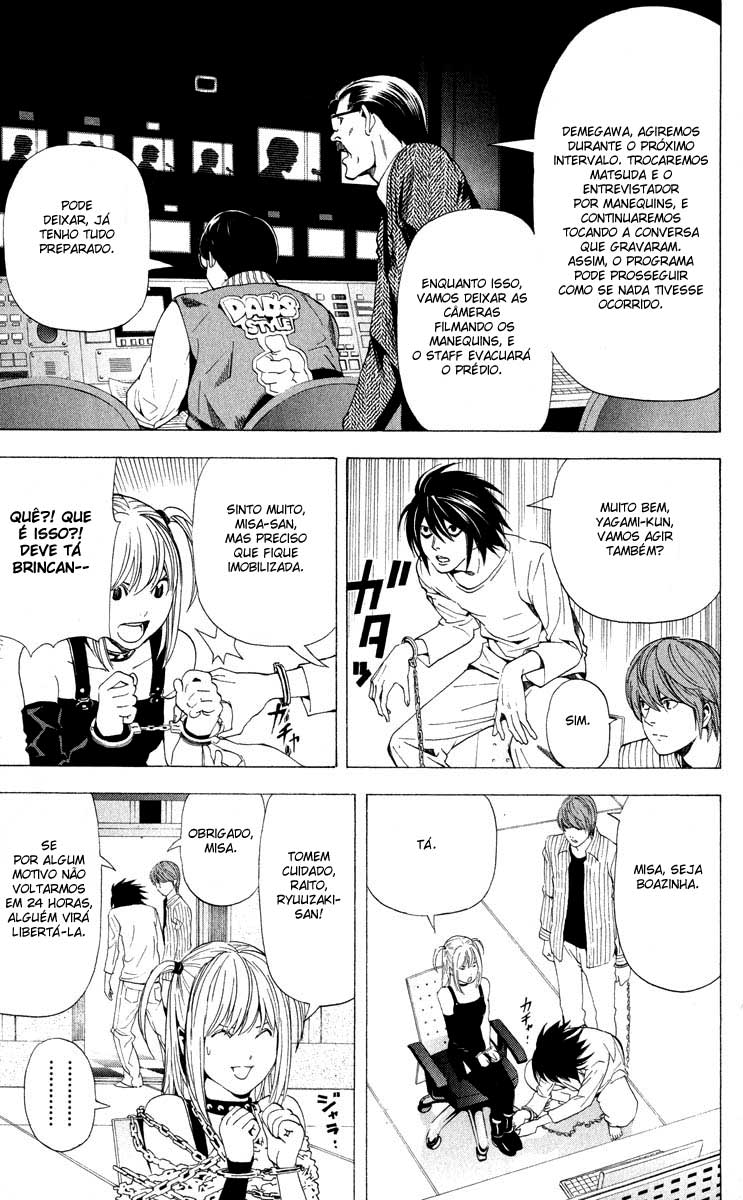 DEMEGAWA, AGIREMOS
DURANTE O PRÓXIMO
INTERVALO. TROCAREMOS
MATSUDA E O
ENTREVISTADOR
POR MANEQUINS, E
CONTINUAREMOS
TOCANDO A CONVERSA
QUE GRAVARAM.
ASSIM, O PROGRAMA
PODE PROSSEGUIR
COMO SE NADA TIVESSE
OCORRIDO.
ENQUANTO ISSO,
VAMOS DEIXAR AS
CÂMERAS
FILMANDO OS
MANEQUINS, E
O STAFF EVACUARÁ
O PRÉDIO.
PODE
DEIXAR, JÁ
TENHO TUDO
PREPARADO.
DADS
STYLE
MUITO BEM,
YAGAMI-KUN,
VAMOS AGIR
TAMBÉM?
ガタッ
SIM.
SINTO MUITO,
MISA-SAN,
MAS PRECISO
QUE FIQUE
IMOBILIZADA.
ガチャ
QUÊ?! QUE
É ISSO?!
DEVE TÁ
BRINCAN--
MISA, SEJA
BOAZINHA.
TÁ.
TOMEM
CUIDADO,
RAITO,
RYUUZAKI-
SAN!
OBRIGADO,
MISA.
SE
POR ALGUM
MOTIVO NÃO
VOLTARMOS
EM 24 HORAS,
ALGUÉM VIRÁ
LIBERTÁ-LA.
ジャラ..